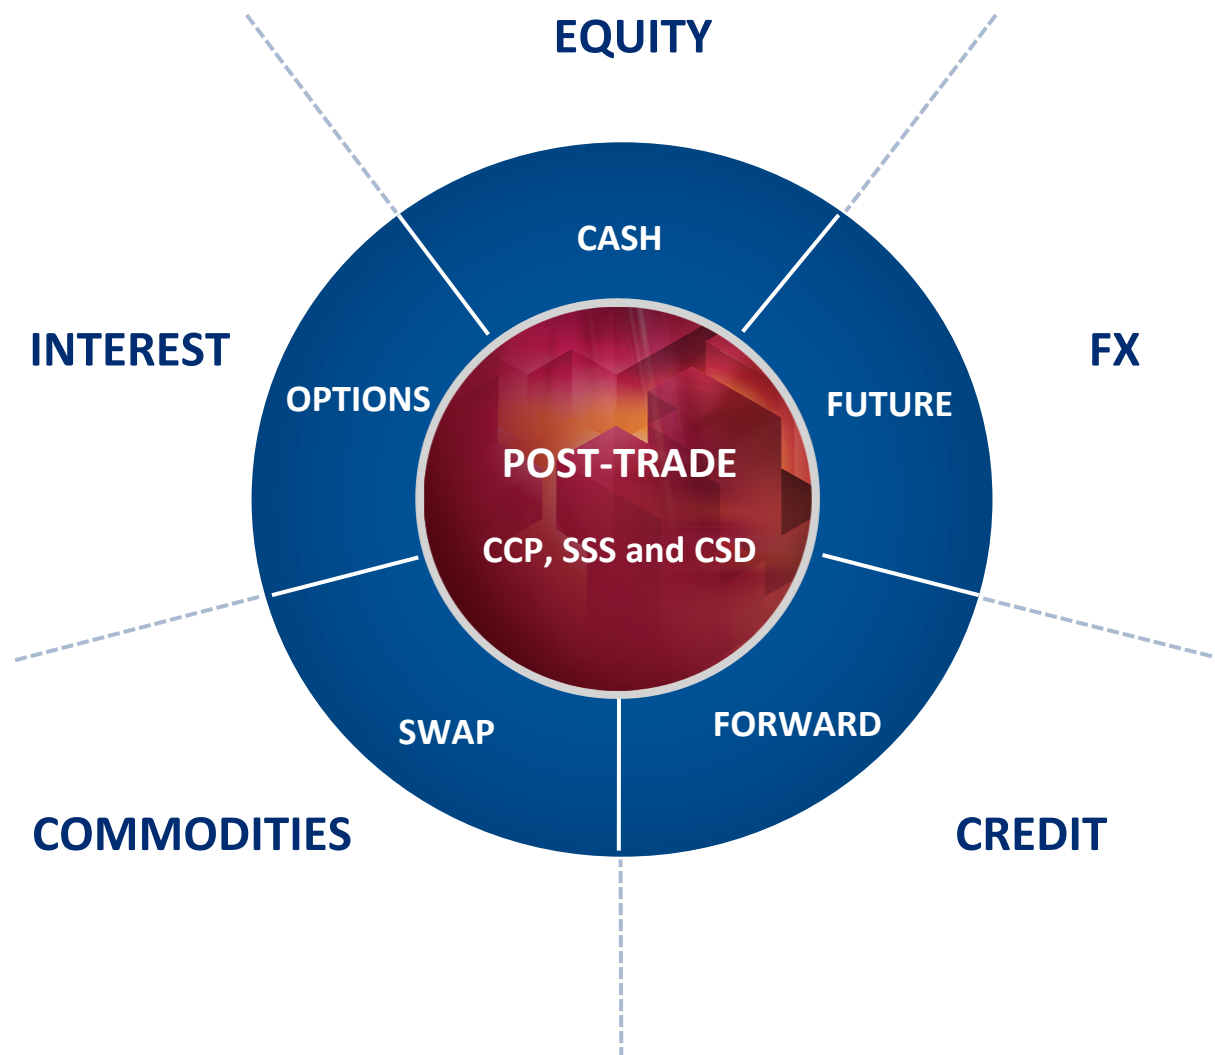 EQUITY
CASH
INTEREST
FX
OPTIONS
FUTURE
POST-TRADE
CCP, SSS and CSD
SWAP
FORWARD
COMMODITIES
CREDIT